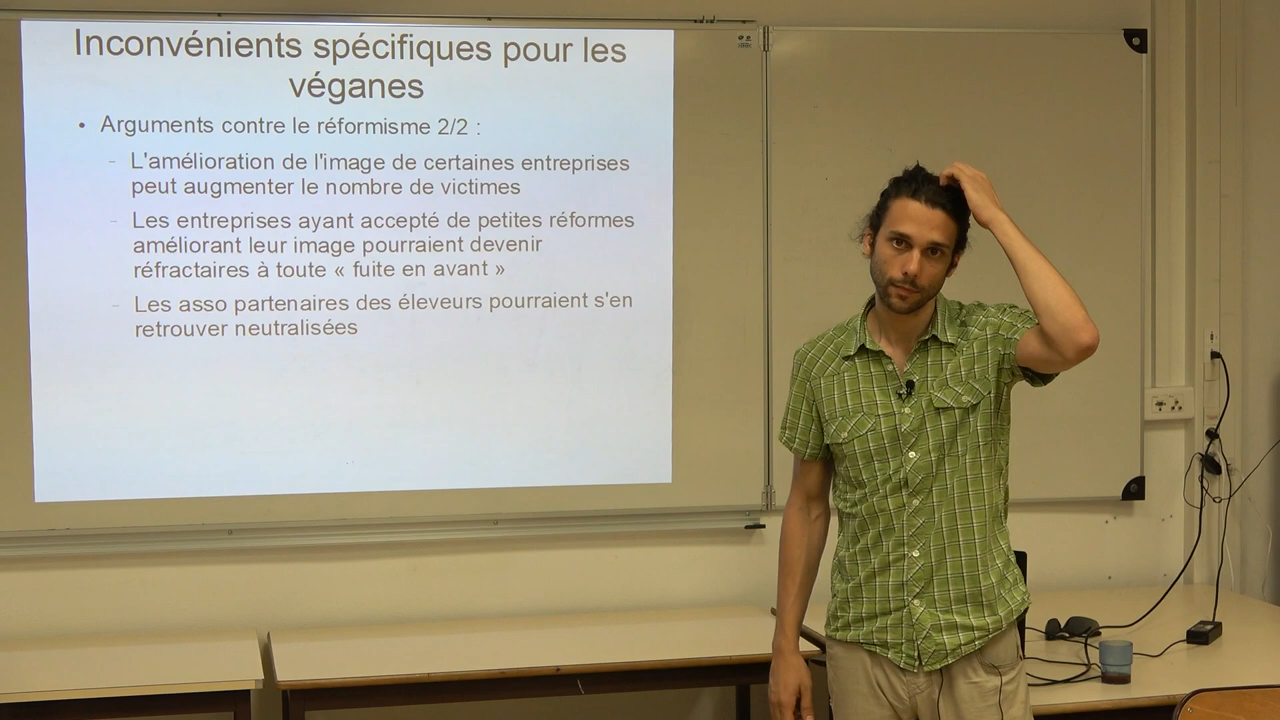 Inconvénients spécifiques pour les
véganes
• Arguments contre le réformisme 2/2 :
– L'amélioration de l'image de certaines entreprises
peut augmenter le nombre de victimes
– Les entreprises ayant accepté de petites réformes
améliorant leur image pourraient devenir
réfractaires à toute « fuite en avant »
– Les asso partenaires des éleveurs pourraient s'en
retrouver neutralisées